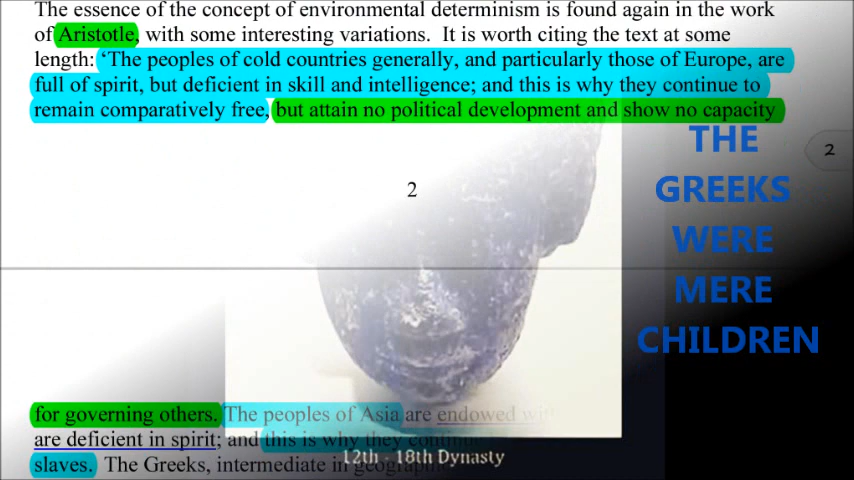 The essence of the concept of environmental determinism is found again in the work
of Aristotle, with some interesting variations. It is worth citing the text at some
length: ‘The peoples of cold countries generally, and particularly those of Europe, are
full of spirit, but deficient in skill and intelligence; and this is why they continue to
remain comparatively free, but attain no political development and show no capacity
2
for governing others. The peoples of Asia are endowed with
are deficient in spirit; and this is why they continue
slaves. The Greeks, intermediate in
THE
GREEKS
WERE
MERE
CHILDREN
2
12th - 18th Dynasty